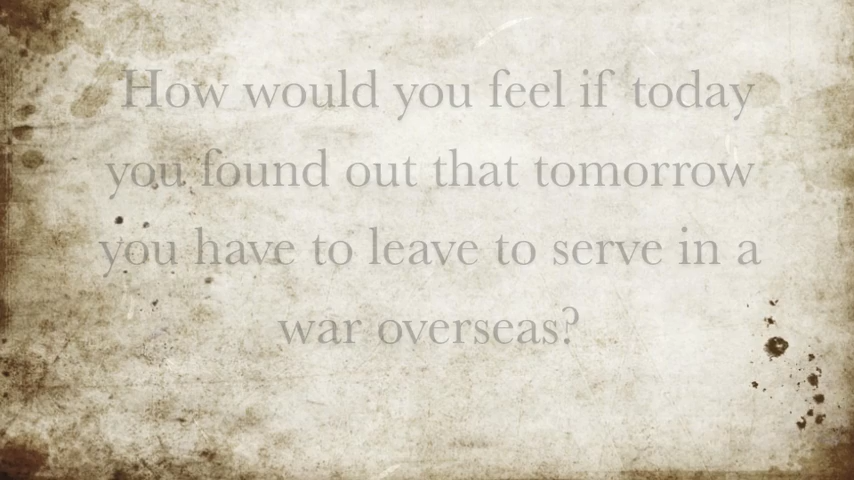 How would you feel if today
you found out that tomorrow
you have to leave to serve in a
war overseas?